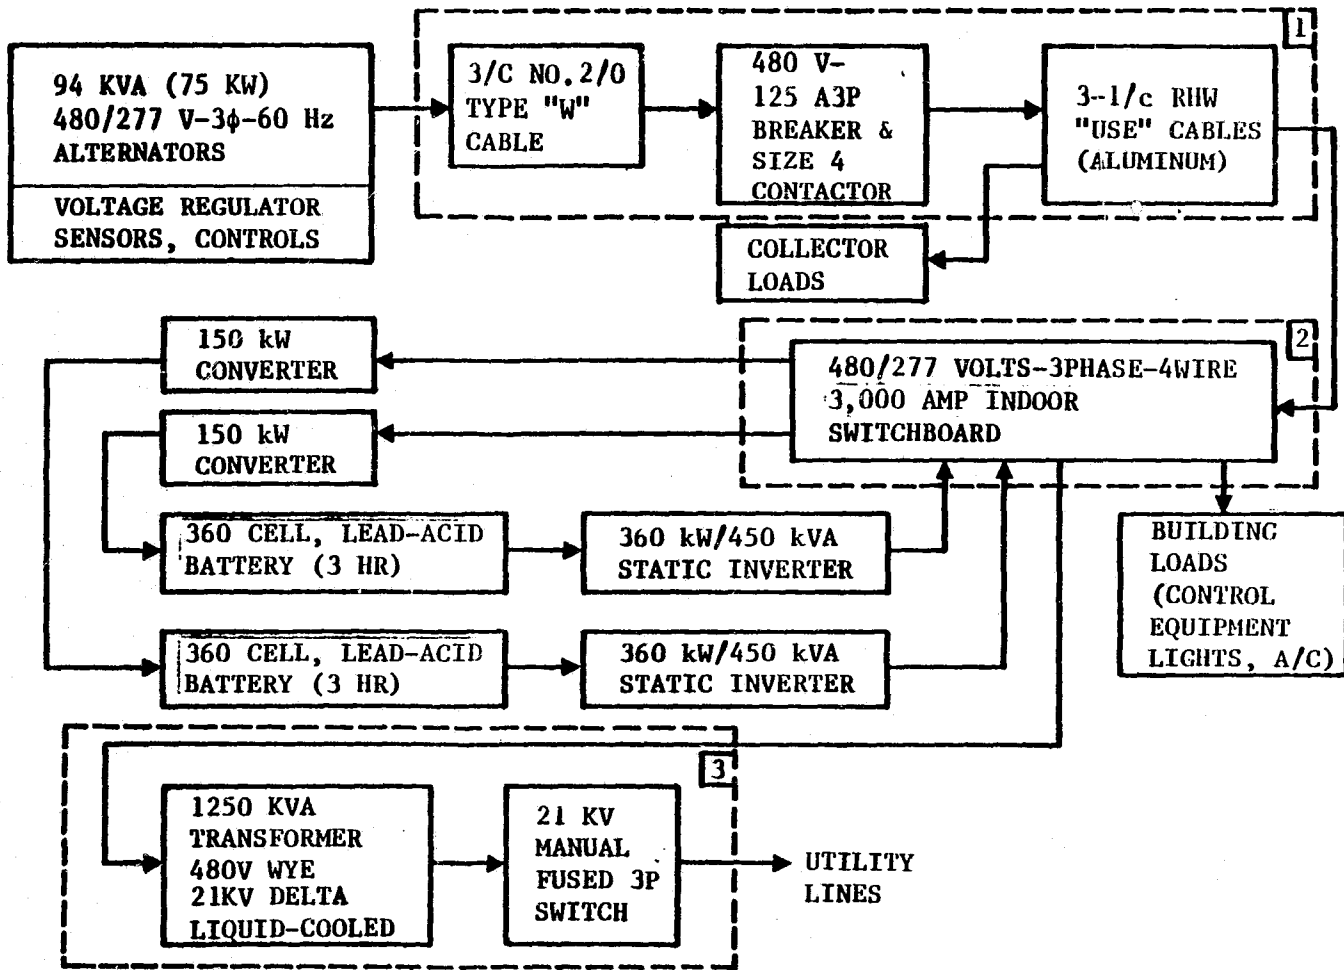 1
94 KVA (75 KW)
480/277 V-3ϕ-60 Hz
ALTERNATORS
VOLTAGE REGULATOR
SENSORS, CONTROLS
3/C NO. 2/0
TYPE "W"
CABLE
480 V-
125 A3P
BREAKER &
SIZE 4
CONTACTOR
3-1/c RHW
"USE" CABLES
(ALUMINUM)
COLLECTOR
LOADS
2
480/277 VOLTS-3PHASE-4WIRE
3,000 AMP INDOOR
SWITCHBOARD
150 kW
CONVERTER
150 kW
CONVERTER
360 CELL, LEAD-ACID
BATTERY (3 HR)
360 kW/450 kVA
STATIC INVERTER
360 CELL, LEAD-ACID
BATTERY (3 HR)
360 kW/450 kVA
STATIC INVERTER
BUILDING
LOADS
(CONTROL
EQUIPMENT
LIGHTS, A/C)
3
1250 KVA
TRANSFORMER
480V WYE
21KV DELTA
LIQUID-COOLED
21 KV
MANUAL
FUSED 3P
SWITCH
UTILITY
LINES